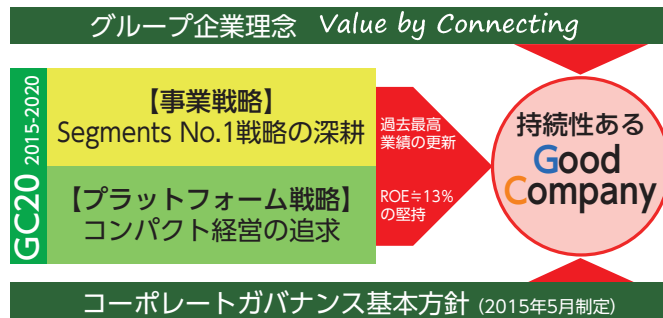 グループ企業理念 Value by Connecting
GC20 2015-2020
【事業戦略】
Segments No.1戦略の深耕
【プラットフォーム戦略】
コンパクト経営の追求
過去最高
業績の更新
ROE≒13%
の堅持
持続性ある
Good
Company
コーポレートガバナンス基本方針 (2015年5月制定)